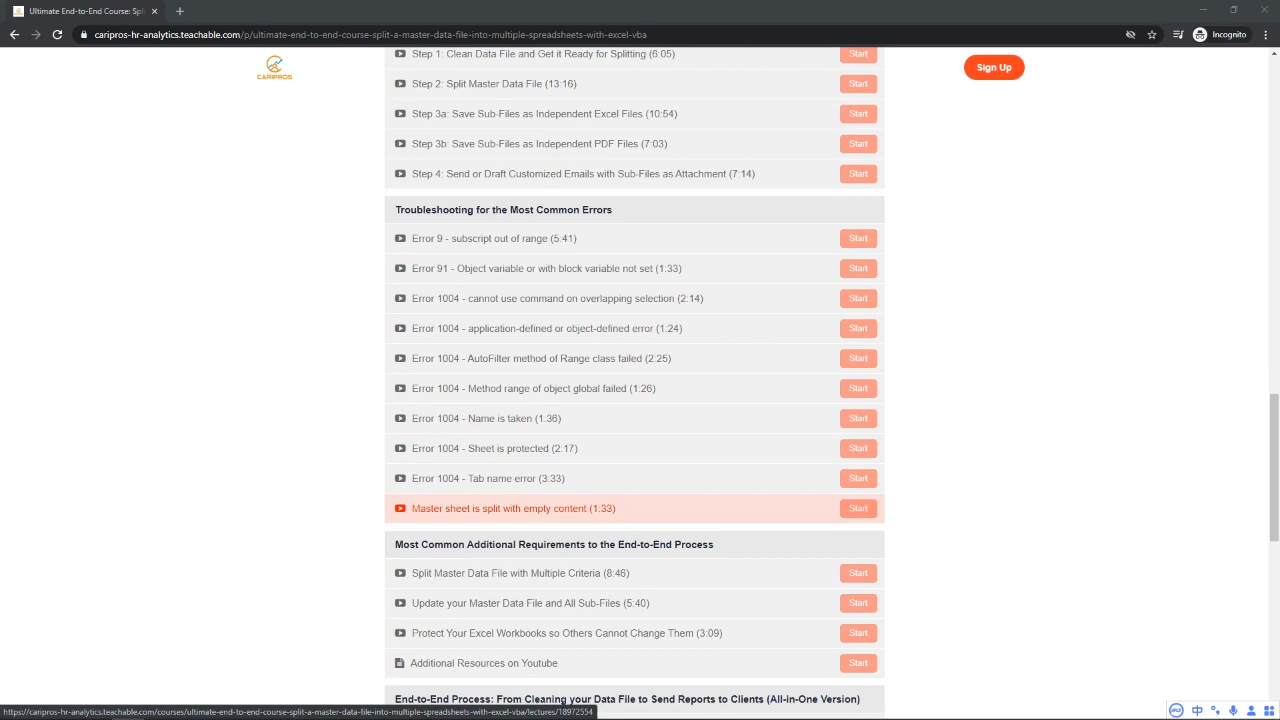 Ultimate End-to-End Course: Spl
caripros-hr-analytics.teachable.com/p/ultimate-end-to-end-course-split-a-master-data-file-into-multiple-spreadsheets-with-excel-vba
Incognito
CARIPROS
Sign Up
Step 1: Clean Data File and Get it Ready for Splitting (6:05) Start
Step 2: Split Master Data File (13:16) Start
Step 3a: Save Sub-Files as Independent Excel Files (10:54) Start
Step 3b: Save Sub-Files as Independent PDF Files (7:03) Start
Step 4: Send or Draft Customized Emails with Sub-Files as Attachment (7:14) Start
Troubleshooting for the Most Common Errors
Error 9 - subscript out of range (5:41) Start
Error 91 - Object variable or with block variable not set (1:33) Start
Error 1004 - cannot use command on overlapping selection (2:14) Start
Error 1004 - application-defined or object-defined error (1:24) Start
Error 1004 - AutoFilter method of Range class failed (2:25) Start
Error 1004 - Method range of object global failed (1:26) Start
Error 1004 - Name is taken (1:36) Start
Error 1004 - Sheet is protected (2:17) Start
Error 1004 - Tab name error (3:33) Start
Master sheet is split with empty content (1:33) Start
Most Common Additional Requirements to the End-to-End Process
Split Master Data File with Multiple Criteria (8:46) Start
Update your Master Data File and All Sub-Files (5:40) Start
Protect Your Excel Workbooks so Others Cannot Change Them (3:09) Start
Additional Resources on Youtube Start
End-to-End Process: From Cleaning your Data File to Send Reports to Clients (All-in-One Version)
https://caripros-hr-analytics.teachable.com/courses/ultimate-end-to-end-course-split-a-master-data-file-into-multiple-spreadsheets-with-excel-vba/lectures/18972554
中